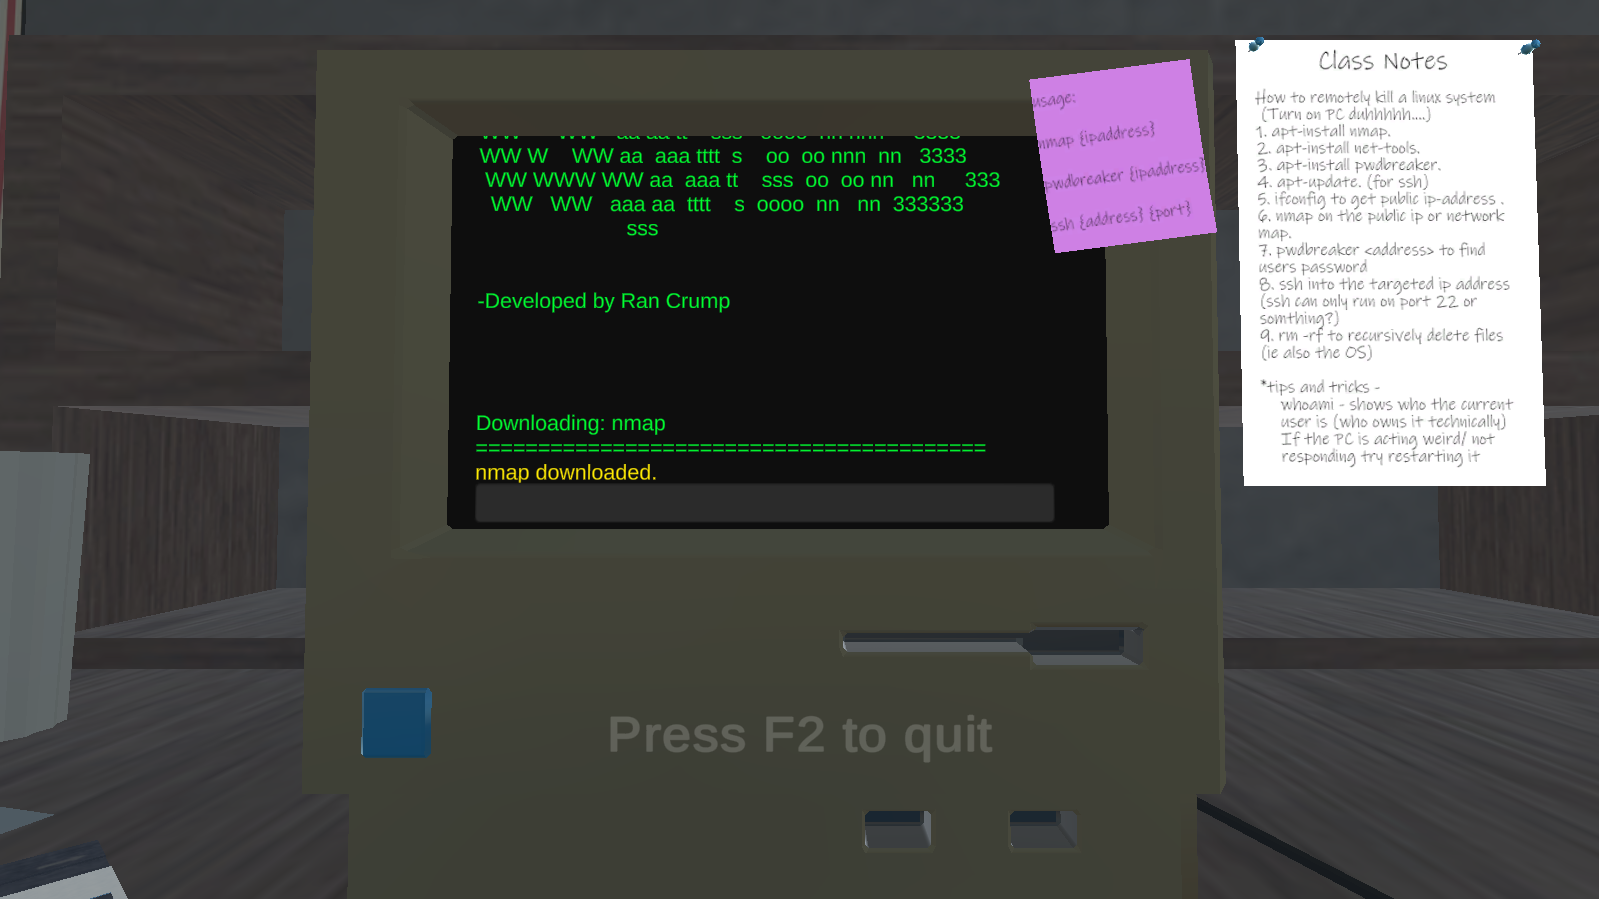 WW W WW aa aaa tttt s oo oo nnn nn 3333
WW WWW WW aa aaa tt sss oo oo nn nn 333
WW WW aaa aa tttt s oooo nn nn 333333
sss
-Developed by Ran Crump
Downloading: nmap
=========================================
nmap downloaded.
usage:
nmap {ipaddress}
pwdbreaker {ipaddress}
ssh {address} {port}
Class Notes
How to remotely kill a linux system
(Turn on PC duhhhhh....)
1. apt-install nmap.
2. apt-install net-tools.
3. apt-install pwdbreaker.
4. apt-update. (for ssh)
5. ifconfig to get public ip-address .
6. nmap on the public ip or network
map.
7. pwdbreaker <address> to find
users password
8. ssh into the targeted ip address
(ssh can only run on port 22 or
somthing?)
9. rm -rf to recursively delete files
(ie also the OS)
*tips and tricks -
whoami - shows who the current
user is (who owns it technically)
If the PC is acting weird/ not
responding try restarting it
Press F2 to quit